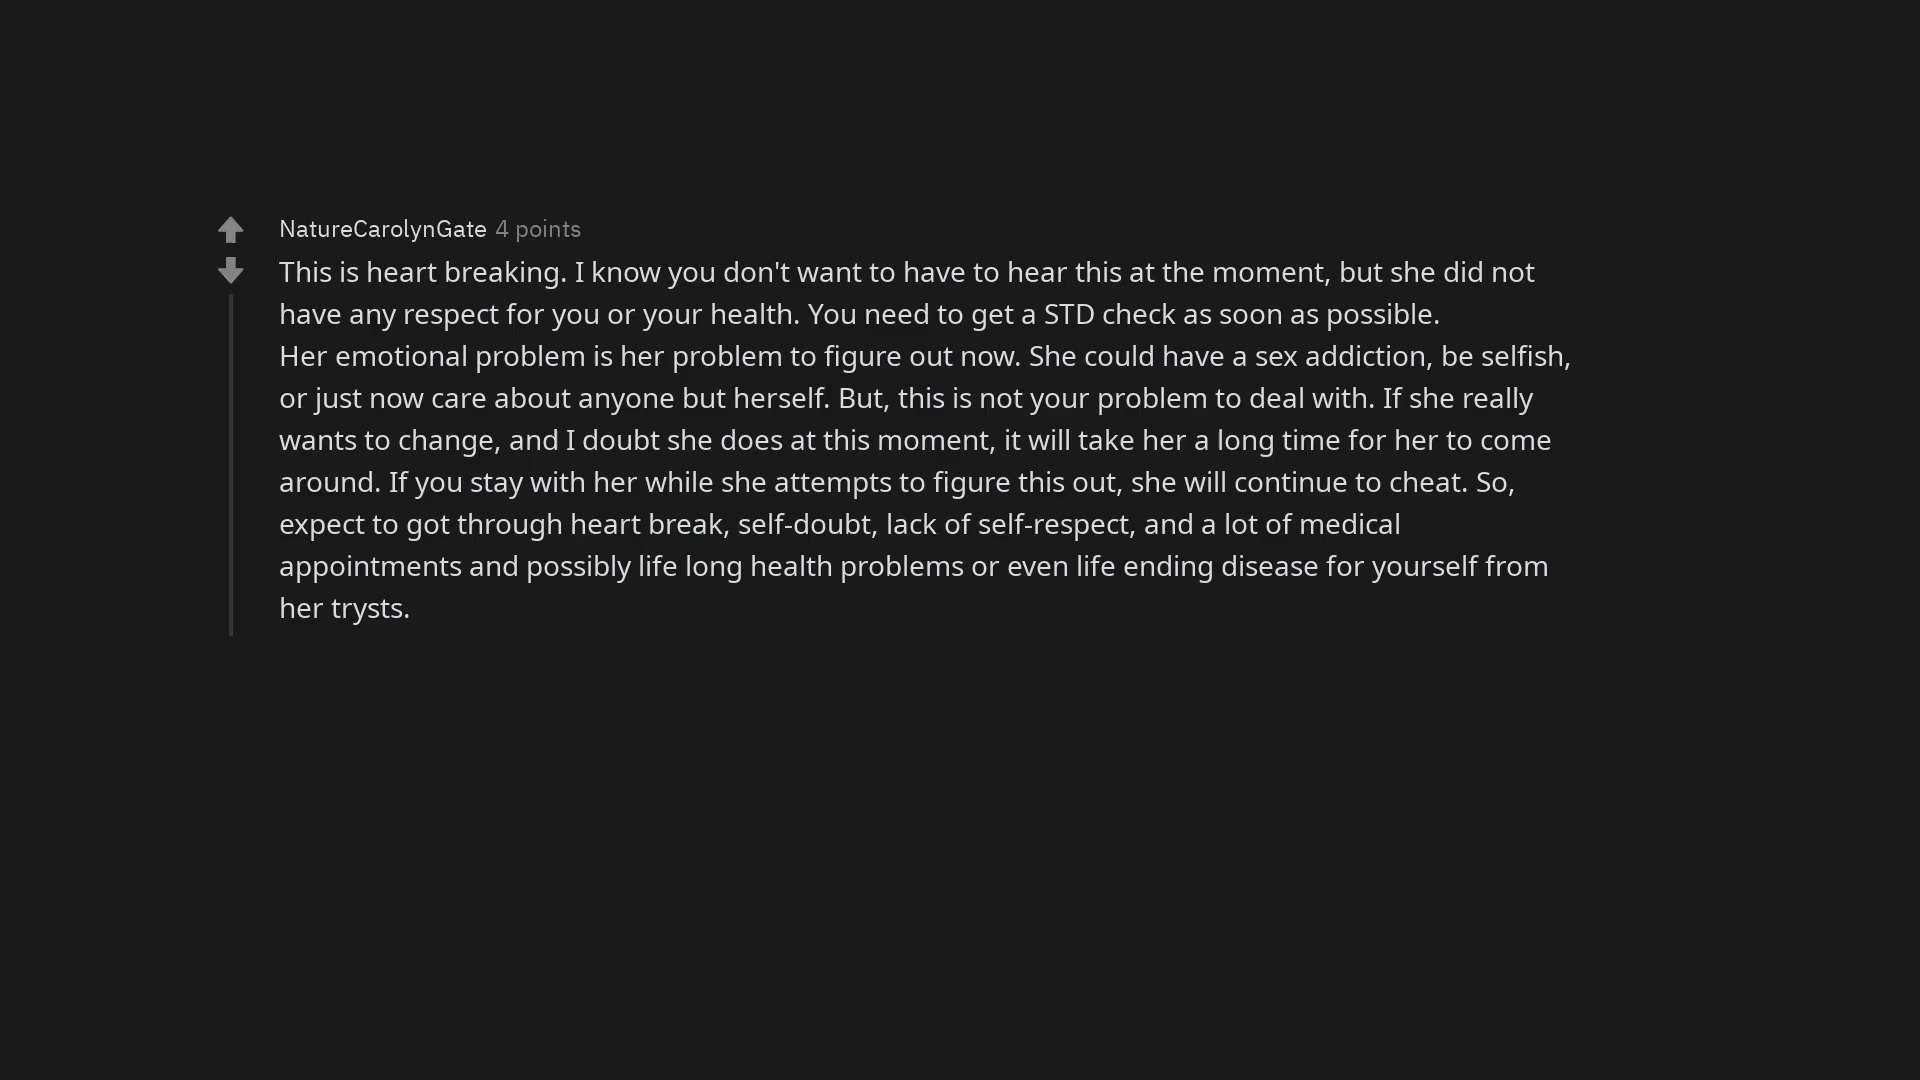 NatureCarolynGate 4 points
This is heart breaking. I know you don't want to have to hear this at the moment, but she did not
have any respect for you or your health. You need to get a STD check as soon as possible.
Her emotional problem is her problem to figure out now. She could have a sex addiction, be selfish,
or just now care about anyone but herself. But, this is not your problem to deal with. If she really
wants to change, and I doubt she does at this moment, it will take her a long time for her to come
around. If you stay with her while she attempts to figure this out, she will continue to cheat. So,
expect to got through heart break, self-doubt, lack of self-respect, and a lot of medical
appointments and possibly life long health problems or even life ending disease for yourself from
her trysts.